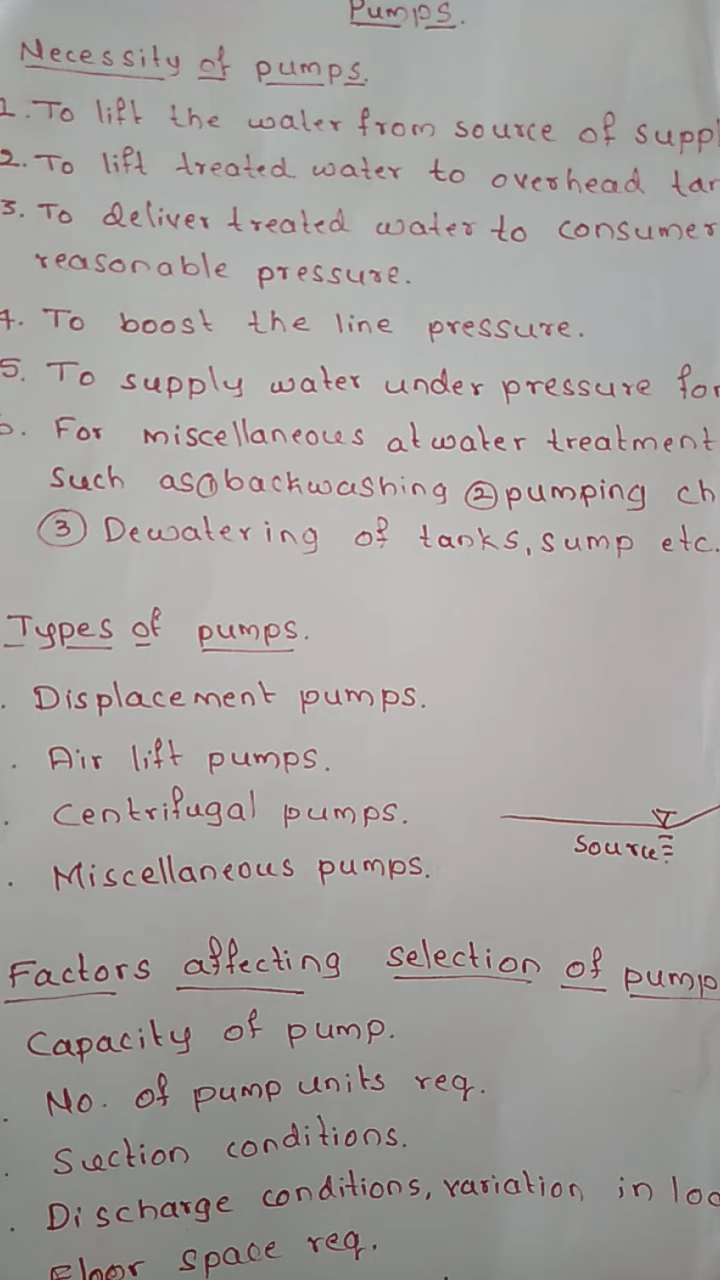 Pumps.
Necessity of pumps.
1. To lift the water from source of suppl
2. To lift treated water to overhead tan
3. To deliver treated water to consumer
reasonable pressure.
4. To boost the line pressure.
5. To supply water under pressure for
6. For miscellaneous at water treatment
Such as ① backwashing ② pumping ch
③ Dewatering of tanks, sump etc.
Types of pumps.
. Displacement pumps.
. Air lift pumps.
. Centrifugal pumps.
Source
. Miscellaneous pumps.
Factors affecting selection of pump
Capacity of pump.
. No. of pump units req.
. Suction conditions.
. Discharge conditions, variation in loa
Floor space req.